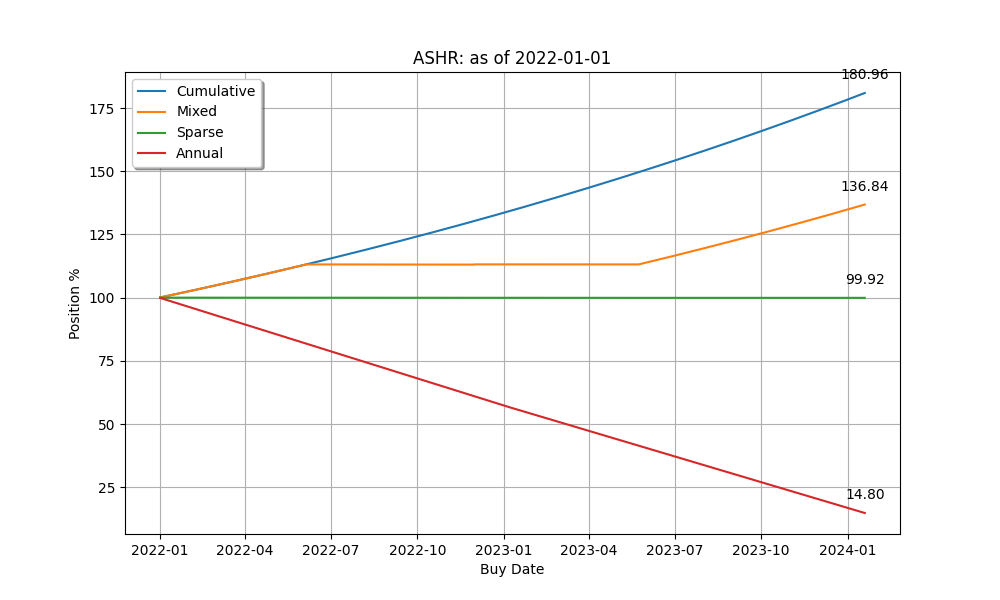 ASHR: as of 2022-01-01
180.96
Cumulative
Mixed
Sparse
Annual
175
150
136.84
125
100
99.92
75
50
25
14.80
Position %
2022-01 2022-04 2022-07 2022-10 2023-01 2023-04 2023-07 2023-10 2024-01
Buy Date